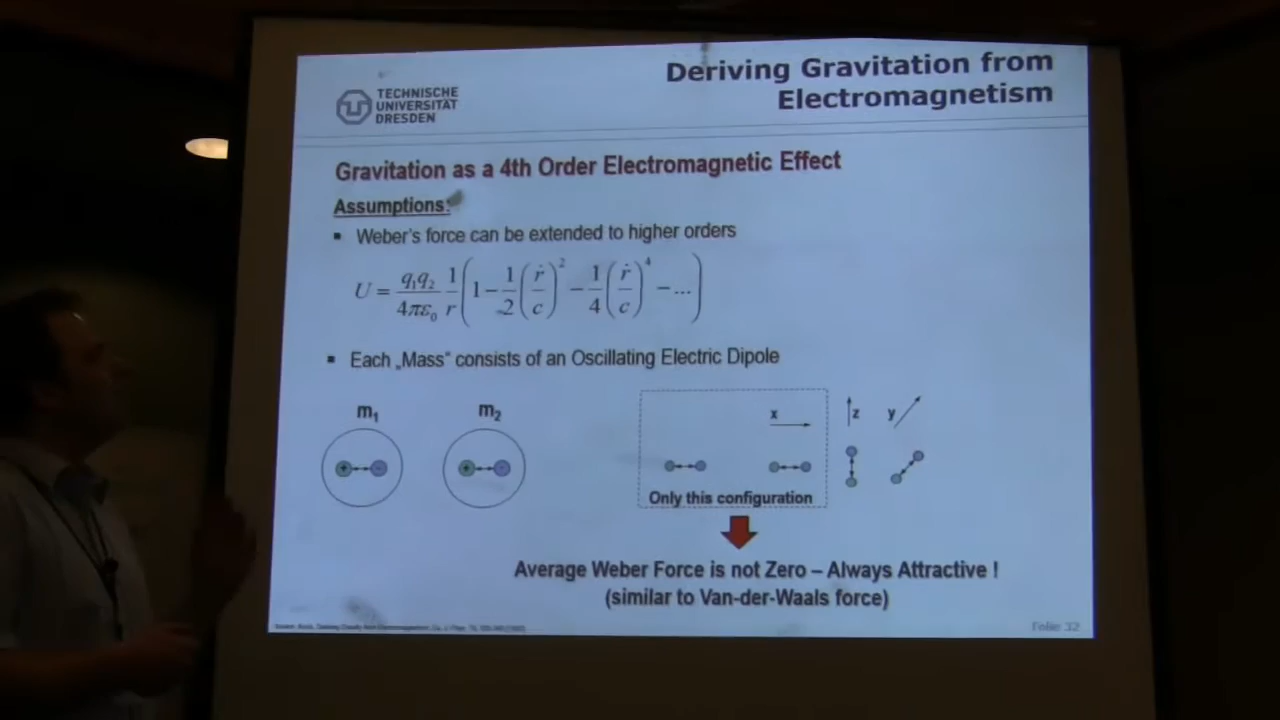 Deriving Gravitation from
Electromagnetism
TECHNISCHE
UNIVERSITÄT
DRESDEN
Gravitation as a 4th Order Electromagnetic Effect
Assumptions:
▪ Weber's force can be extended to higher orders
U = q₁q₂/4πε₀ 1/r (1 − 1/2 (ṙ/c)² − 1/4 (ṙ/c)⁴ − ...)
▪ Each „Mass“ consists of an Oscillating Electric Dipole
m₁ m₂
x z y
+ - + -
Only this configuration
Average Weber Force is not Zero – Always Attractive !
(similar to Van-der-Waals force)
Folie 32